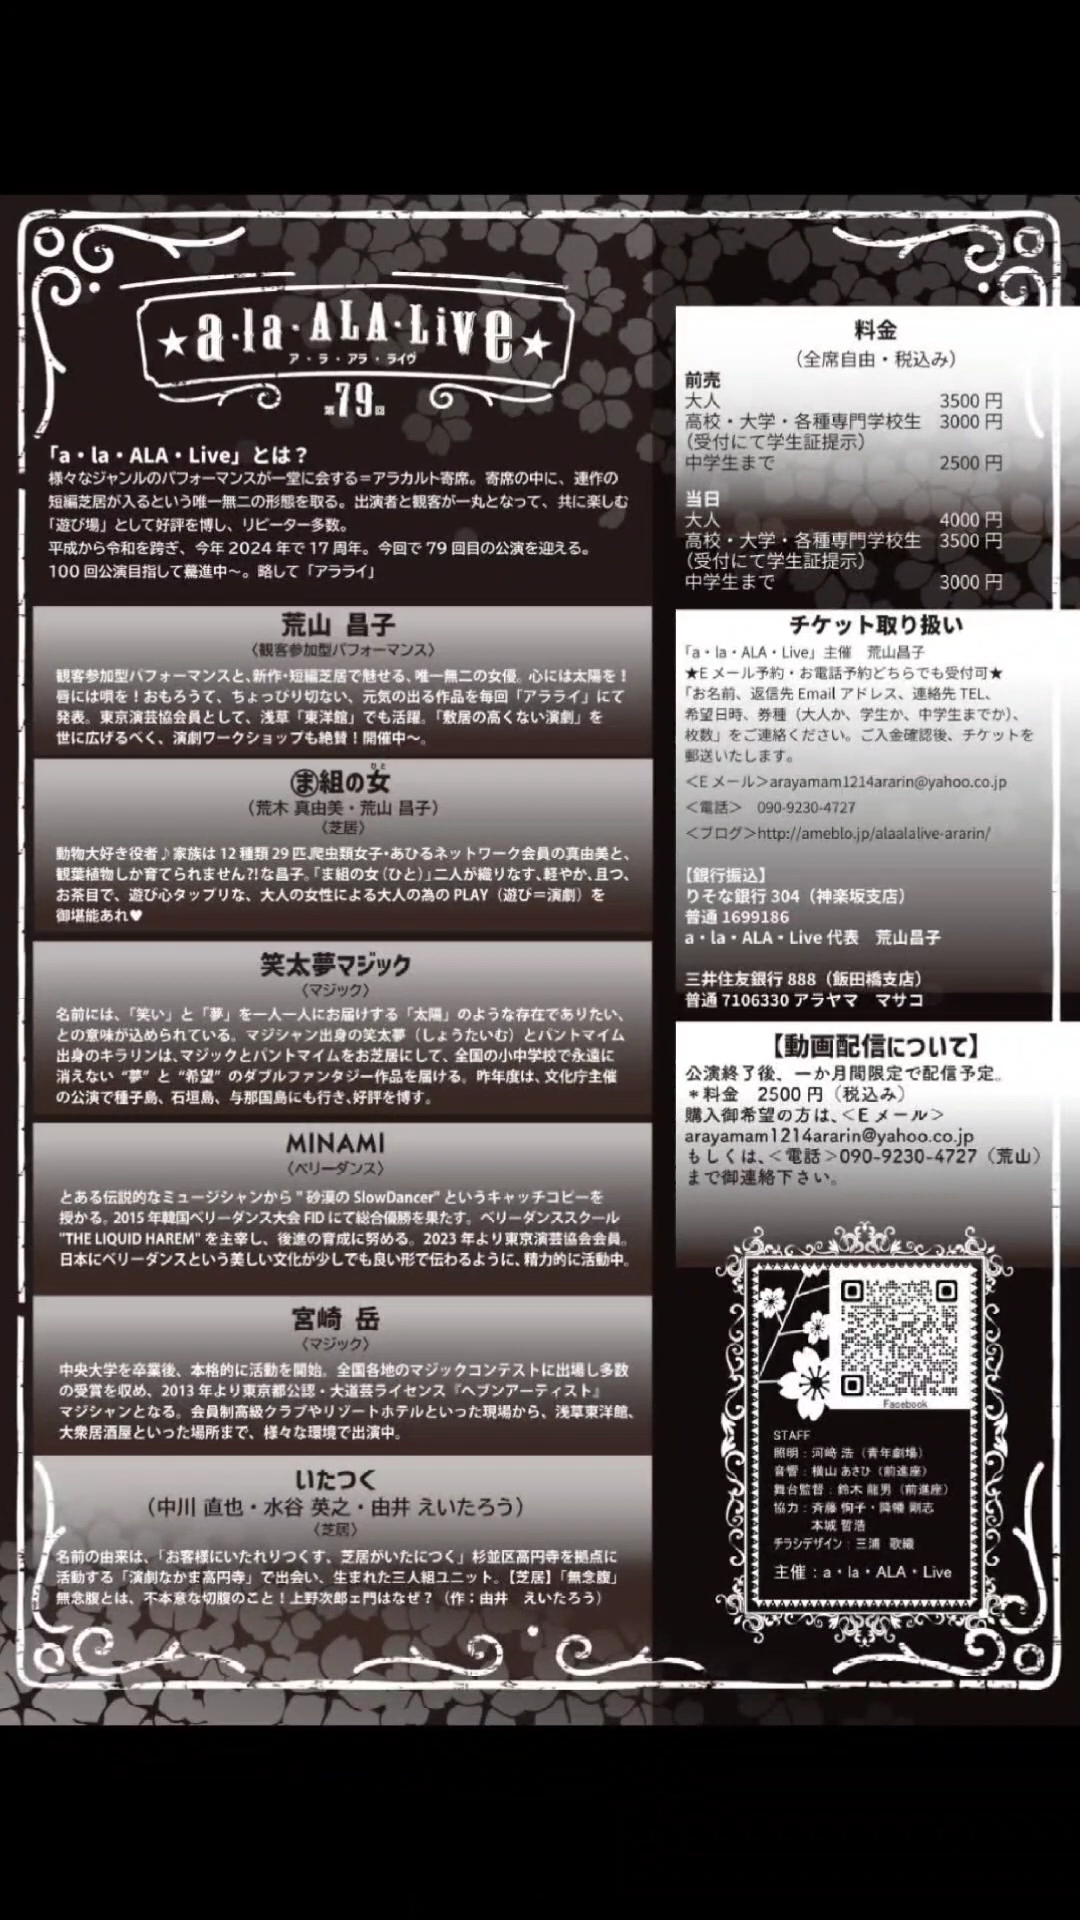 a・la・ALA・Live
ア・ラ・アラ・ライヴ
第79回
「a・la・ALA・Live」とは？
様々なジャンルのパフォーマンスが一堂に会する＝アラカルト寄席。寄席の中に、連作の
短編芝居が入るという唯一無二の形態を取る。出演者と観客が一丸となって、共に楽しむ
「遊び場」として好評を博し、リピーター多数。
平成から令和を跨ぎ、今年2024年で17周年。今回で79回目の公演を迎える。
100回公演目指して驀進中〜。略して「アラライ」
荒山 昌子
〈観客参加型パフォーマンス〉
観客参加型パフォーマンスと、新作・短編芝居で魅せる、唯一無二の女優。心には太陽を！
唇には唄を！おもろうて、ちょっぴり切ない、元気の出る作品を毎回「アラライ」にて
発表。東京演芸協会員として、浅草「東洋館」でも活躍。「敷居の高くない演劇」を
世に広げるべく、演劇ワークショップも絶賛！開催中〜。
ひと
㋮組の女
（荒木 真由美・荒山 昌子）
〈芝居〉
動物大好き役者♪家族は12種類29匹、爬虫類女子・あひるネットワーク会員の真由美と、
観葉植物しか育てられません?!な昌子。「ま組の女（ひと）」二人が織りなす、軽やか、且つ、
お茶目で、遊び心タップリな、大人の女性による大人の為のPLAY（遊び＝演劇）を
御堪能あれ♥
笑太夢マジック
〈マジック〉
名前には、「笑い」と「夢」を一人一人にお届けする「太陽」のような存在でありたい、
との意味が込められている。マジシャン出身の笑太夢（しょうたいむ）とパントマイム
出身のキラリンは、マジックとパントマイムをお芝居にして、全国の小中学校で永遠に
消えない“夢”と“希望”のダブルファンタジー作品を届ける。昨年度は、文化庁主催
の公演で種子島、石垣島、与那国島にも行き、好評を博す。
MINAMI
〈ベリーダンス〉
とある伝説的なミュージシャンから"砂漠のSlowDancer"というキャッチコピーを
授かる。2015年韓国ベリーダンス大会FIDにて総合優勝を果たす。ベリーダンススクール
"THE LIQUID HAREM"を主宰し、後進の育成に努める。2023年より東京演芸協会会員。
日本にベリーダンスという美しい文化が少しでも良い形で伝わるように、精力的に活動中。
宮崎 岳
〈マジック〉
中央大学を卒業後、本格的に活動を開始。全国各地のマジックコンテストに出場し多数
の受賞を収め、2013年より東京都公認・大道芸ライセンス『ヘブンアーティスト』
マジシャンとなる。会員制高級クラブやリゾートホテルといった現場から、浅草東洋館、
大衆居酒屋といった場所まで、様々な環境で出演中。
いたつく
（中川 直也・水谷 英之・由井 えいたろう）
〈芝居〉
名前の由来は、「お客様にいたれりつくす、芝居がいたにつく」杉並区高円寺を拠点に
活動する「演劇なかま高円寺」で出会い、生まれた三人組ユニット。【芝居】「無念腹」
無念腹とは、不本意な切腹のこと！上野次郎ェ門はなぜ？（作：由井　えいたろう）
料金
（全席自由・税込み）
前売
大人 3500円
高校・大学・各種専門学校生 3000円
（受付にて学生証提示）
中学生まで 2500円
当日
大人 4000円
高校・大学・各種専門学校生 3500円
（受付にて学生証提示）
中学生まで 3000円
チケット取り扱い
「a・la・ALA・Live」主催　荒山昌子
★Eメール予約・お電話予約どちらでも受付可★
「お名前、返信先Emailアドレス、連絡先TEL、
希望日時、券種（大人か、学生か、中学生までか）、
枚数」をご連絡ください。ご入金確認後、チケットを
郵送いたします。
＜Eメール＞arayamam1214ararin@yahoo.co.jp
＜電話＞　090-9230-4727
＜ブログ＞http://ameblo.jp/alaalalive-ararin/
【銀行振込】
りそな銀行304（神楽坂支店）
普通1699186
a・la・ALA・Live代表　荒山昌子
三井住友銀行888（飯田橋支店）
普通7106330アラヤマ　マサコ
【動画配信について】
公演終了後、一か月間限定で配信予定。
＊料金　2500円（税込み）
購入御希望の方は、＜Eメール＞
arayamam1214ararin@yahoo.co.jp
もしくは、＜電話＞090-9230-4727（荒山）
まで御連絡下さい。
Facebook
STAFF
照明：河﨑 浩（青年劇場）
音響：横山 あさひ（前進座）
舞台監督：鈴木 龍男（前進座）
協力：斉藤 恂子・降幡 剛志
本城 哲浩
チラシデザイン：三浦 歌織
主催：a・la・ALA・Live